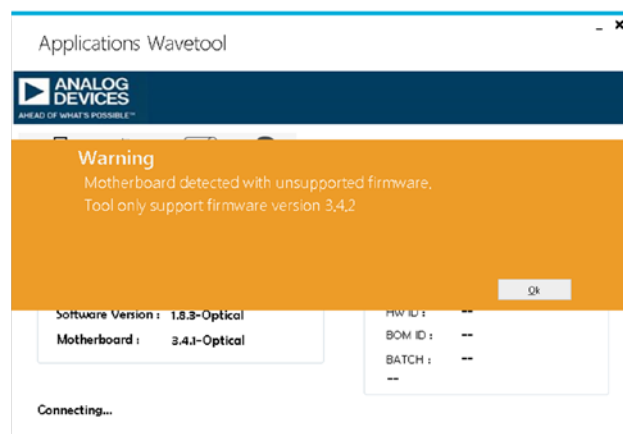 Applications Wavetool
ANALOG
DEVICES
AHEAD OF WHAT'S POSSIBLE™
Warning
Motherboard detected with unsupported firmware.
Tool only support firmware version 3.4.2
Ok
Software Version : 1.8.3-Optical
Motherboard : 3.4.1-Optical
HW ID : --
BOM ID : --
BATCH : --
--
Connecting...